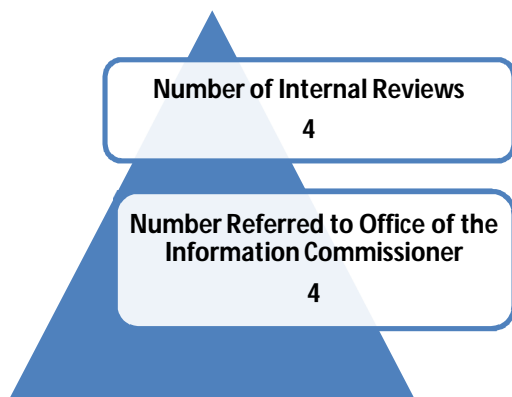 Number of Internal Reviews
4
Number Referred to Office of the
Information Commissioner
4